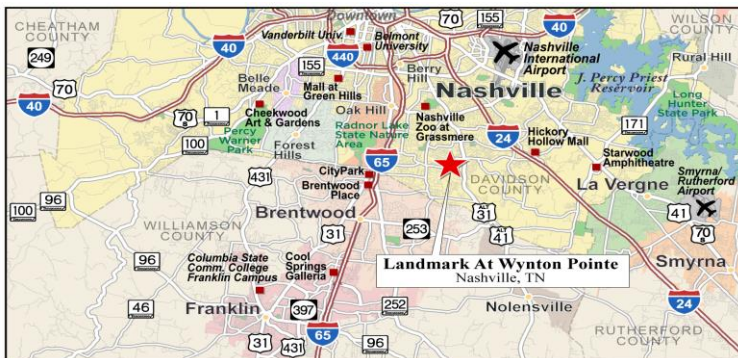 CHEATHAM
COUNTY
249
70
40
40
1
70
S
100
100
96
96
46
WILLIAMSON
COUNTY
Downtown
Vanderbilt Univ.
440
Belmont
University
155
Belle
Meade
Mall at
Green Hills
Berry
Hill
Cheekwood
Art & Gardens
Percy
Warner
Park
Forest
Hills
Oak Hill
Radnor Lake
State Nature
Area
431
CityPark
Brentwood
Place
65
Brentwood
31
253
Columbia State
Comm. College
Franklin Campus
Cool
Springs
Galleria
Franklin
397
31
431
65
96
252
70
155
40
Nashville
International
Airport
Nashville
Nashville
Zoo at
Grassmere
24
Hickory
Hollow Mall
DAVIDSON
COUNTY
ALT
31
ALT
41
Landmark At Wynton Pointe
Nashville, TN
Nolensville
WILSON
COUNTY
Rural Hill
J. Percy Priest
Reservoir
Long
Hunter
State Park
171
Starwood
Amphitheatre
La Vergne
Smyrna/
Rutherford
Airport
41
70
S
Smyrna
24
RUTHERFORD
COUNTY